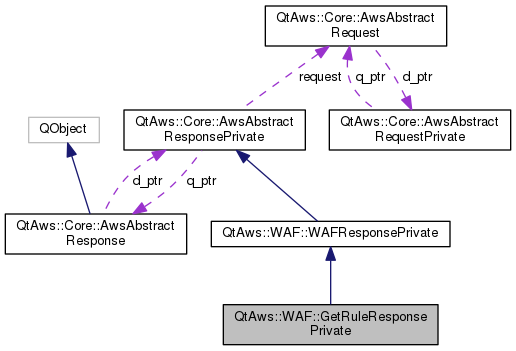 QtAws::Core::AwsAbstract
Request
request
q_ptr
d_ptr
QObject
QtAws::Core::AwsAbstract
ResponsePrivate
QtAws::Core::AwsAbstract
RequestPrivate
d_ptr
q_ptr
QtAws::Core::AwsAbstract
Response
QtAws::WAF::WAFResponsePrivate
QtAws::WAF::GetRuleResponse
Private